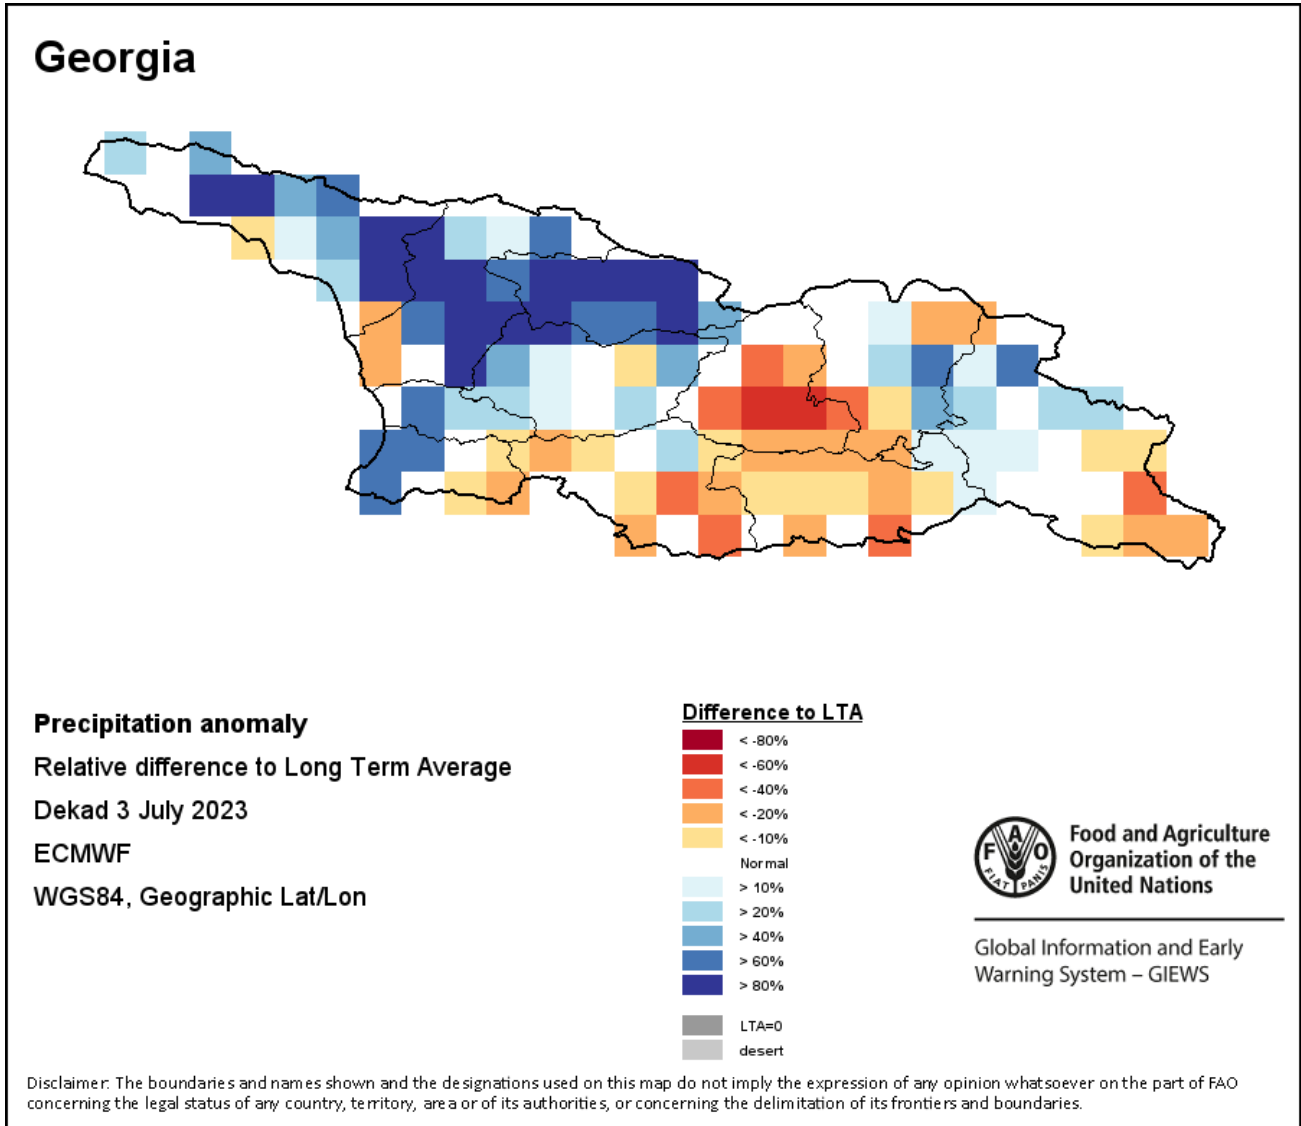 Georgia
Precipitation anomaly
Relative difference to Long Term Average
Dekad 3 July 2023
ECMWF
WGS84, Geographic Lat/Lon
Difference to LTA
< -80%
< -60%
< -40%
< -20%
< -10%
Normal
> 10%
> 20%
> 40%
> 60%
> 80%
LTA=0
desert
F A O
FIAT PANIS
Food and Agriculture
Organization of the
United Nations
Global Information and Early
Warning System – GIEWS
Disclaimer: The boundaries and names shown and the designations used on this map do not imply the expression of any opinion whatsoever on the part of FAO
concerning the legal status of any country, territory, area or of its authorities, or concerning the delimitation of its frontiers and boundaries.